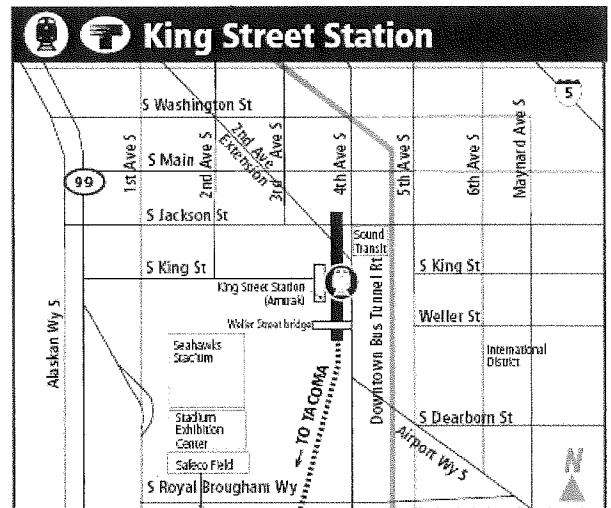 King Street Station
5
S Washington St
1st Ave S
2nd Ave S
2nd Ave
Extension
3rd Ave S
4th Ave S
5th Ave S
6th Ave S
Maynard Ave S
S Main
99
S Jackson St
Sound
Transit
S King St
S King St
King Street Station
(Amtrak)
Weller Street bridge
Weller St
Alaskan Wy S
Downtown Bus Tunnel Rt
Seahawks
Stadium
International
District
Stadium
Exhibition
Center
← TO TACOMA
S Dearborn St
Airport Wy S
Safeco Field
S Royal Brougham Wy
N